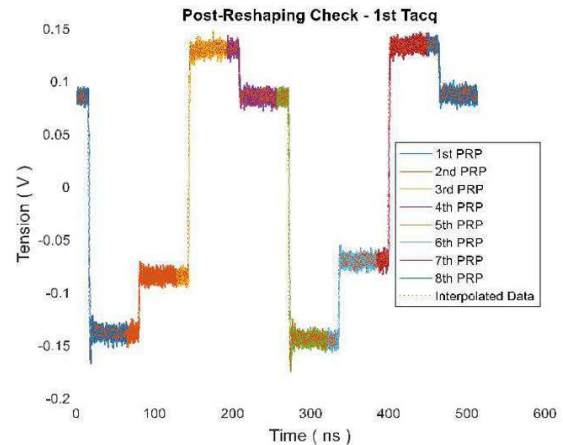 Post-Reshaping Check - 1st Tacq
0.15
0.1
0.05
0
-0.05
-0.1
-0.15
-0.2
Tension ( V )
0
100
200
300
400
500
600
Time ( ns )
1st PRP
2nd PRP
3rd PRP
4th PRP
5th PRP
6th PRP
7th PRP
8th PRP
Interpolated Data